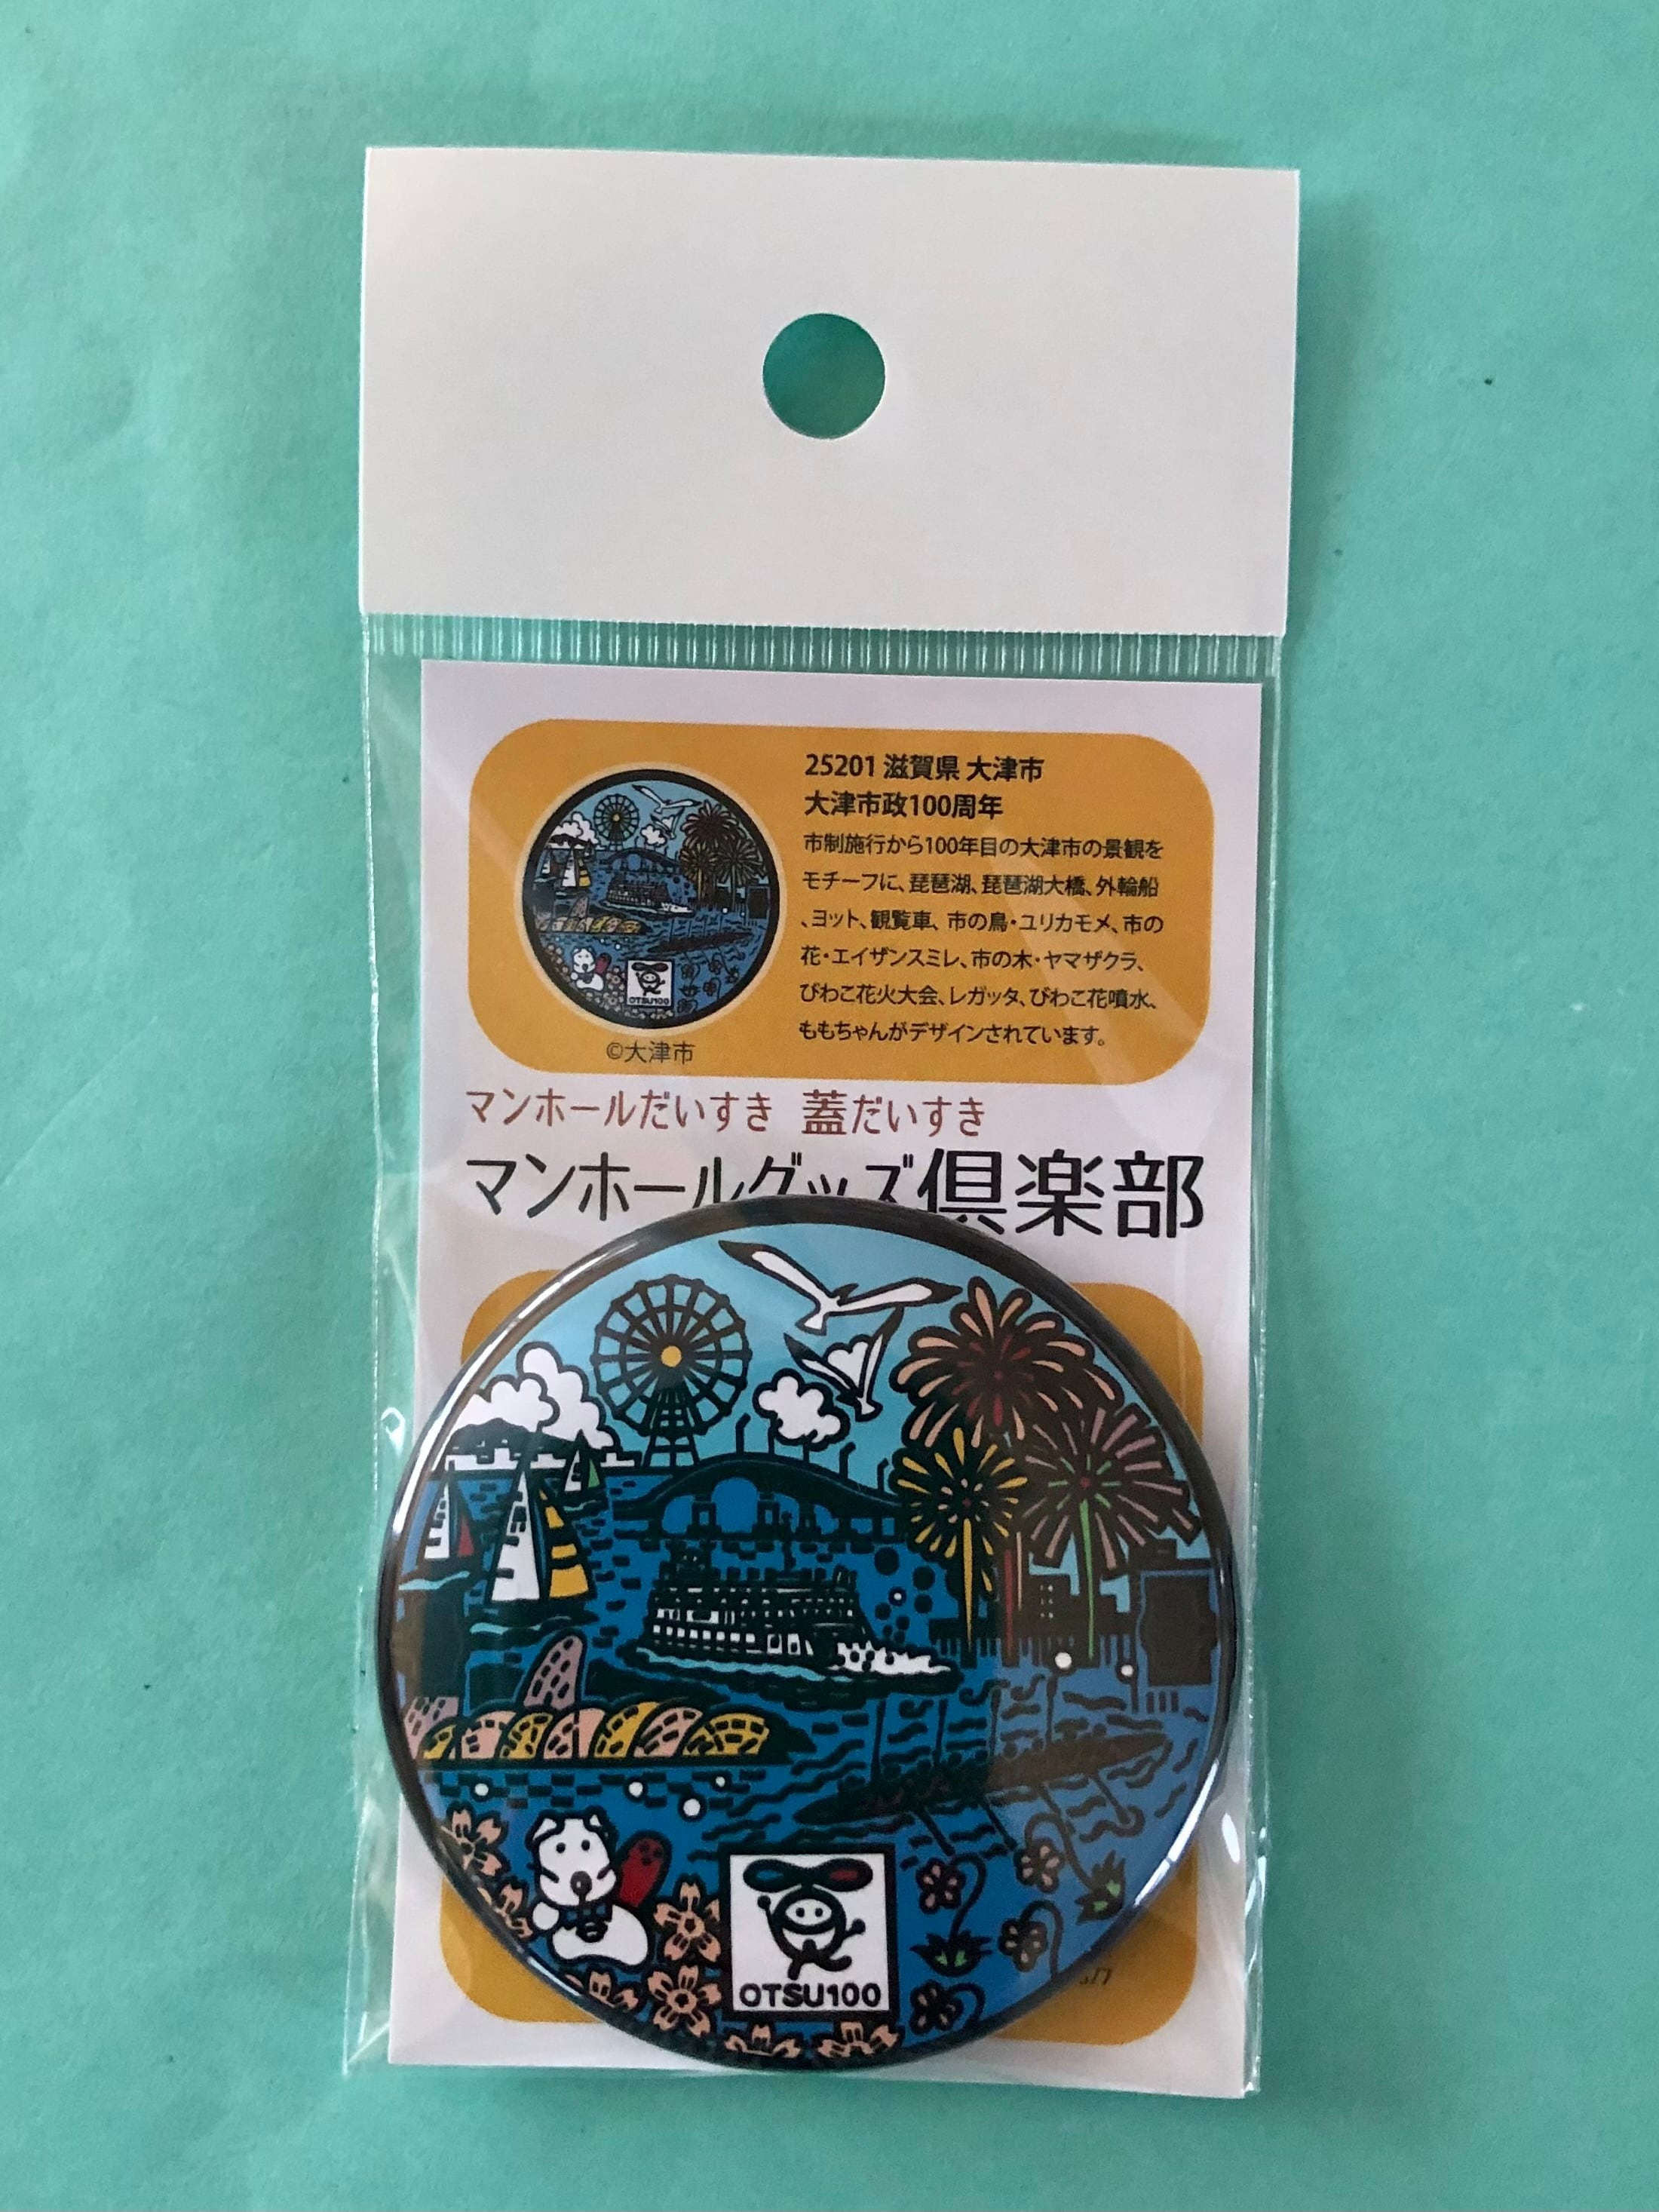 25201 滋賀県 大津市
大津市政100周年
市制施行から100年目の大津市の景観を
モチーフに、琵琶湖、琵琶湖大橋、外輪船
、ヨット、観覧車、市の鳥・ユリカモメ、市の
花・エイザンスミレ、市の木・ヤマザクラ、
びわこ花火大会、レガッタ、びわこ花噴水、
ももちゃんがデザインされています。
OTSU100
©大津市
マンホールだいすき 蓋だいすき
マンホールグッズ倶楽部
OTSU100